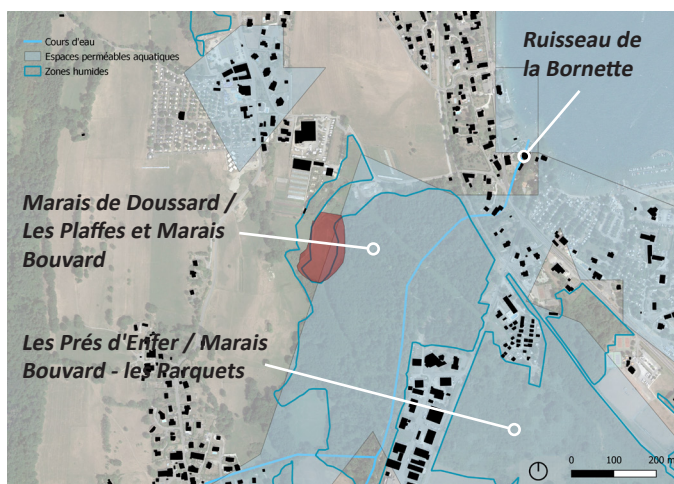 Cours d'eau
Espaces perméables aquatiques
Zones humides
Ruisseau de
la Bornette
Marais de Doussard /
Les Plaffes et Marais
Bouvard
Les Prés d'Enfer / Marais
Bouvard - les Parquets
0 100 200 m